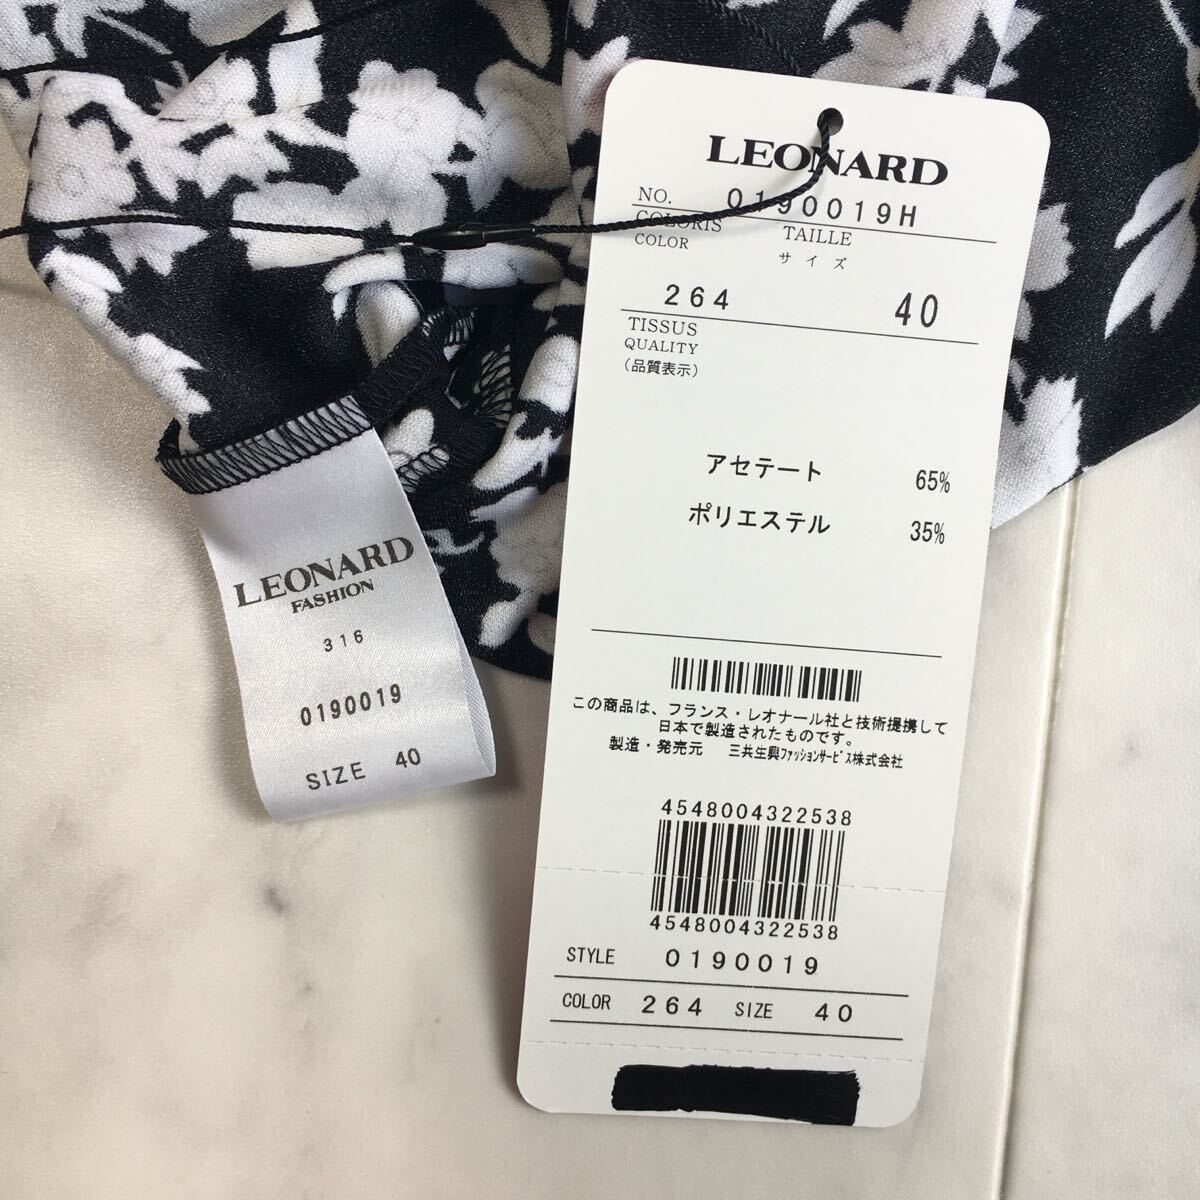 LEONARD
NO. 0190019H
COLORIS TAILLE
COLOR サイズ
264 40
TISSUS
QUALITY
(品質表示)
アセテート 65%
ポリエステル 35%
この商品は、フランス・レオナール社と技術提携して
日本で製造されたものです。
製造・発売元 三共生興ファッションサービス株式会社
4548004322538
4548004322538
STYLE 0190019
COLOR 264 SIZE 40
LEONARD
FASHION
316
0190019
SIZE 40